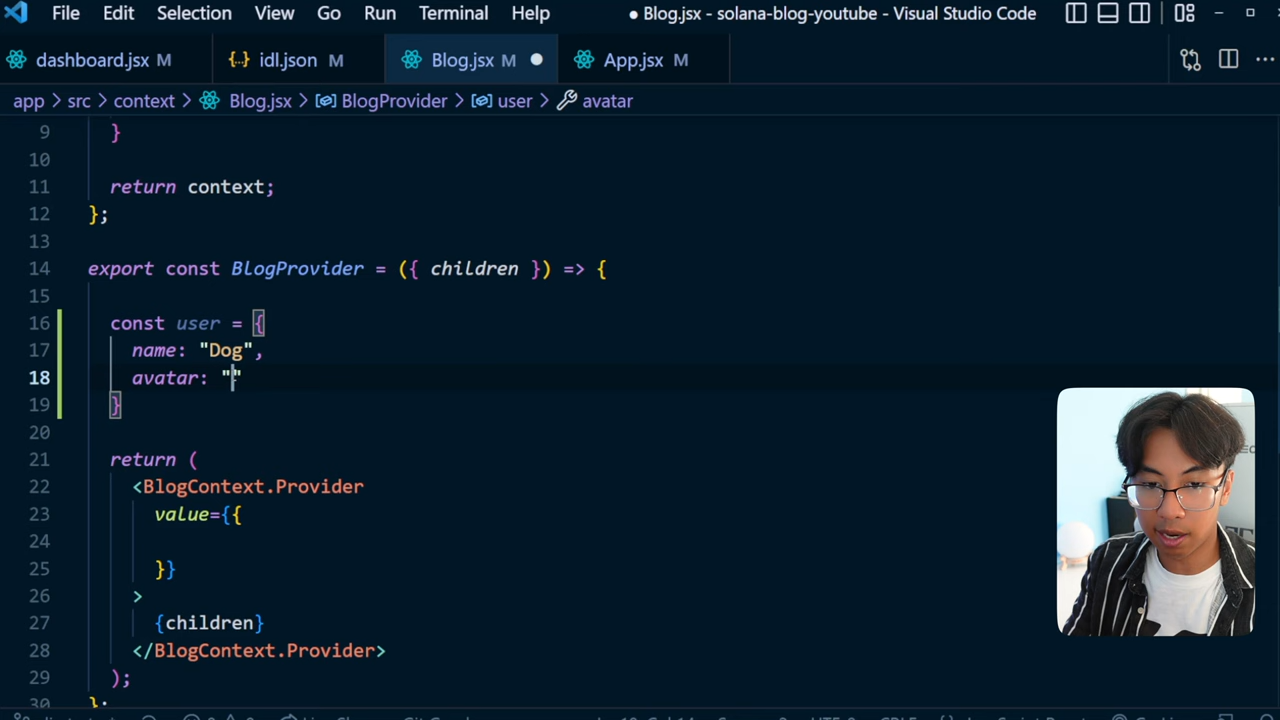 File Edit Selection View Go Run Terminal Help ● Blog.jsx - solana-blog-youtube - Visual Studio Code
dashboard.jsx M {..} idl.json M Blog.jsx M ● App.jsx M
app > src > context > Blog.jsx > BlogProvider > user > avatar
9 }
10
11 return context;
12 };
13
14 export const BlogProvider = ({ children }) => {
15
16 const user = {
17 name: "Dog",
18 avatar: ""
19 }
20
21 return (
22 <BlogContext.Provider
23 value={{
24
25 }}
26 >
27 {children}
28 </BlogContext.Provider>
29 );
30 };